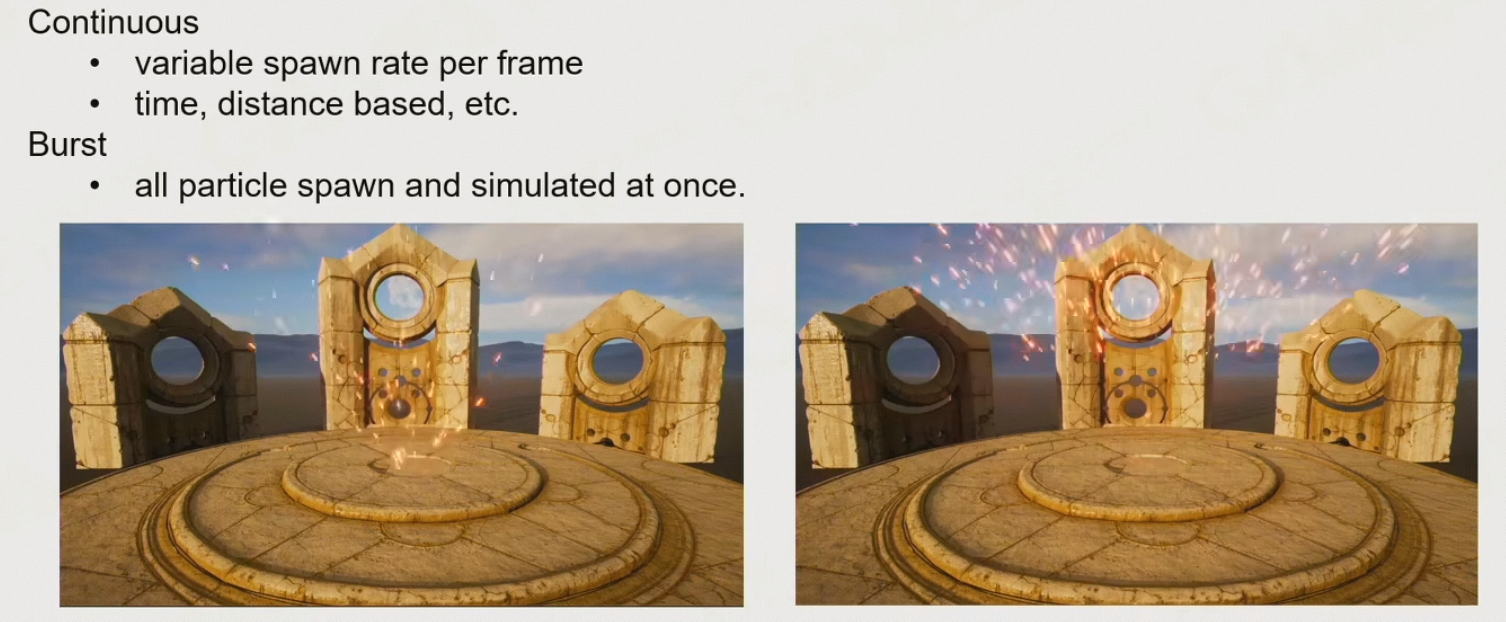 Continuous
• variable spawn rate per frame
• time, distance based, etc.
Burst
• all particle spawn and simulated at once.